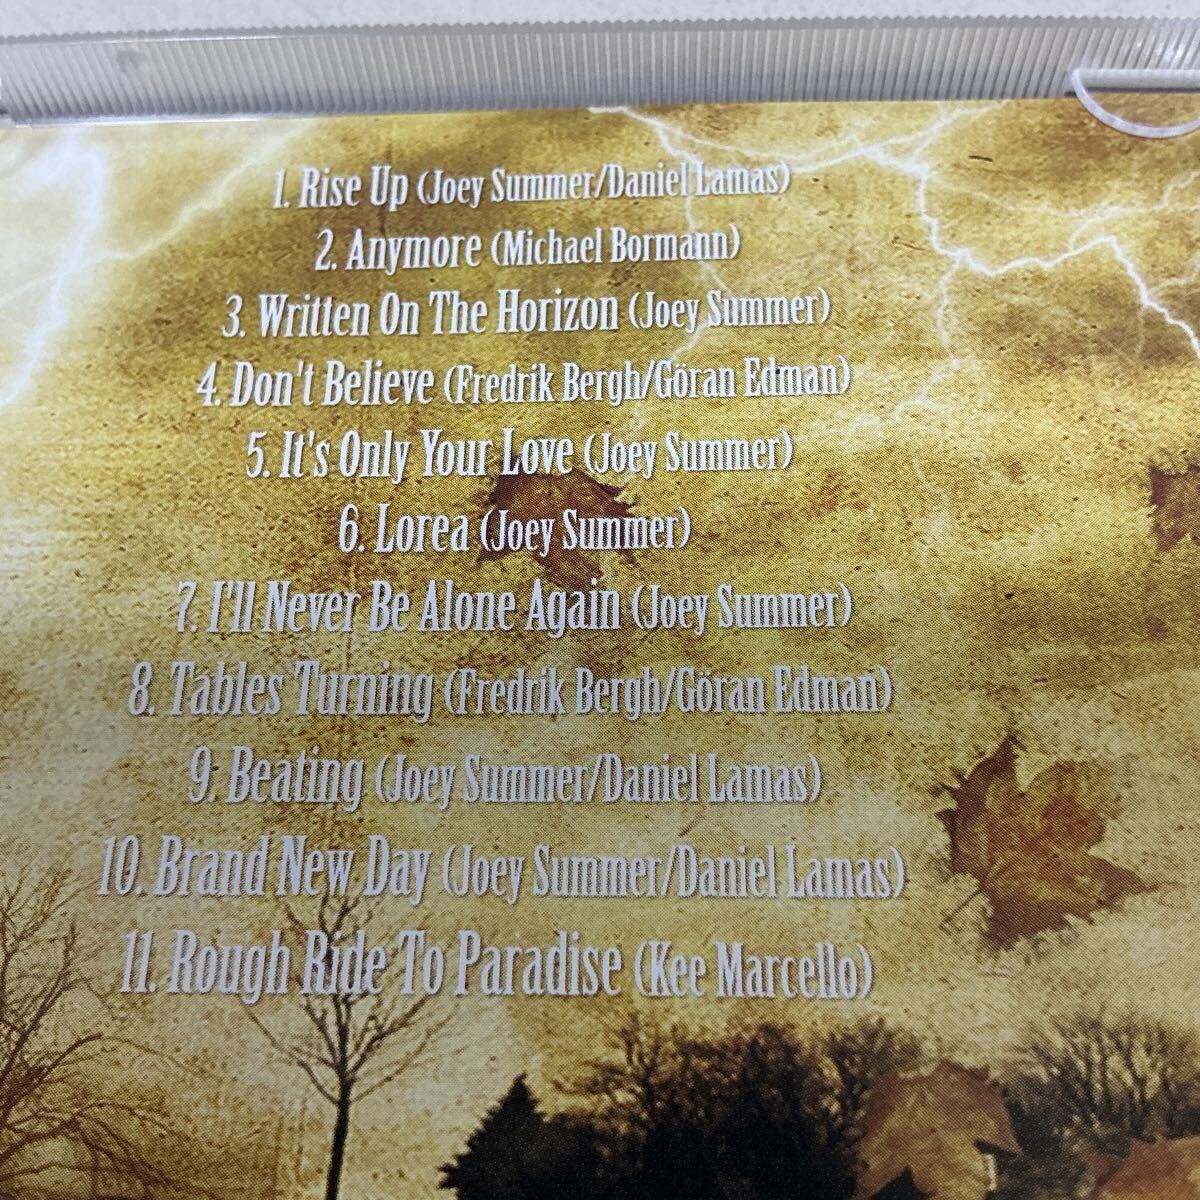 1. Rise Up (Joey Summer/Daniel Lamas)
2. Anymore (Michael Bormann)
3. Written On The Horizon (Joey Summer)
4. Don't Believe (Fredrik Bergh/Göran Edman)
5. It's Only Your Love (Joey Summer)
6. Lorea (Joey Summer)
7. I'll Never Be Alone Again (Joey Summer)
8. Tables Turning (Fredrik Bergh/Göran Edman)
9. Beating (Joey Summer/Daniel Lamas)
10. Brand New Day (Joey Summer/Daniel Lamas)
11. Rough Ride To Paradise (Kee Marcello)